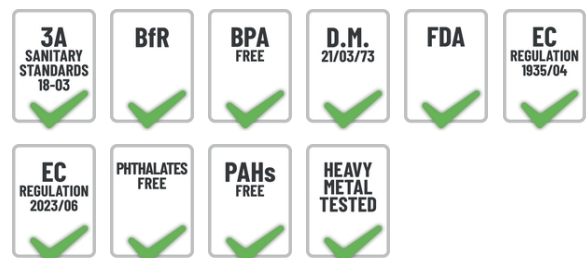 3A
SANITARY
STANDARDS
18-03
BfR
BPA
FREE
D.M.
21/03/73
FDA
EC
REGULATION
1935/04
EC
REGULATION
2023/06
PHTHALATES
FREE
PAHs
FREE
HEAVY
METAL
TESTED